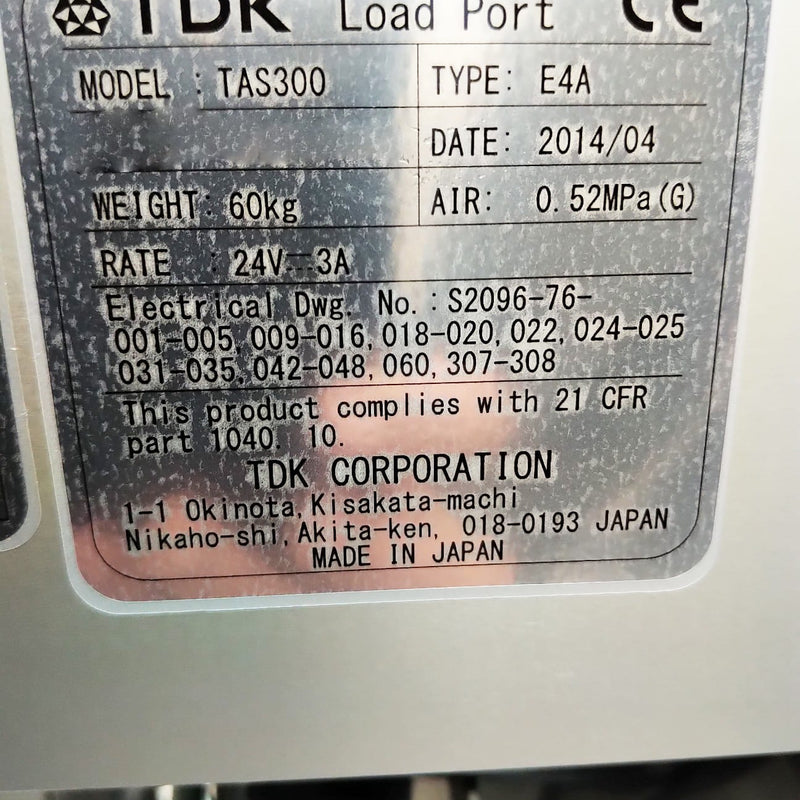 TDK Load Port CE
MODEL : TAS300 TYPE: E4A
DATE: 2014/04
WEIGHT: 60kg AIR: 0.52MPa(G)
RATE : 24V⎓3A
Electrical Dwg. No.: S2096-76-
001-005, 009-016, 018-020, 022, 024-025
031-035, 042-048, 060, 307-308
This product complies with 21 CFR
part 1040. 10.
TDK CORPORATION
1-1 Okinota, Kisakata-machi
Nikaho-shi, Akita-ken, 018-0193 JAPAN
MADE IN JAPAN